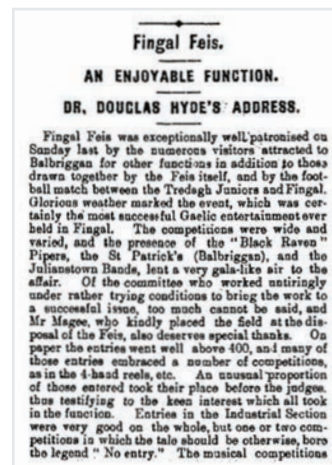 Fingal Feis.
AN ENJOYABLE FUNCTION.
DR. DOUGLAS HYDE'S ADDRESS.
Fingal Feis was exceptionally well patronised on
Sunday last by the numerous visitors attracted to
Balbriggan for other functions in addition to those
drawn together by the Feis itself, and by the foot-
ball match between the Tredagh Juniors and Fingal.
Glorious weather marked the event, which was cer-
tainly the most successful Gaelic entertainment ever
held in Fingal. The competitions were wide and
varied, and the presence of the "Black Raven"
Pipers, the St Patrick's (Balbriggan), and the
Julianstown Bands, lent a very gala-like air to the
affair. Of the committee who worked untiringly
under rather trying conditions to bring the work to
a successful issue, too much cannot be said, and
Mr Magee, who kindly placed the field at the dis-
posal of the Feis, also deserves special thanks. On
paper the entries went well above 400, and many of
those entries embraced a number of competitions,
as in the 4-hand reels, etc. An unusual proportion
of those entered took their place before the judges,
thus testifying to the keen interest which all took
in the function. Entries in the Industrial Section
were very good on the whole, but one or two com-
petitions in which the tale should be otherwise, bore
the legend "No entry." The musical competitions